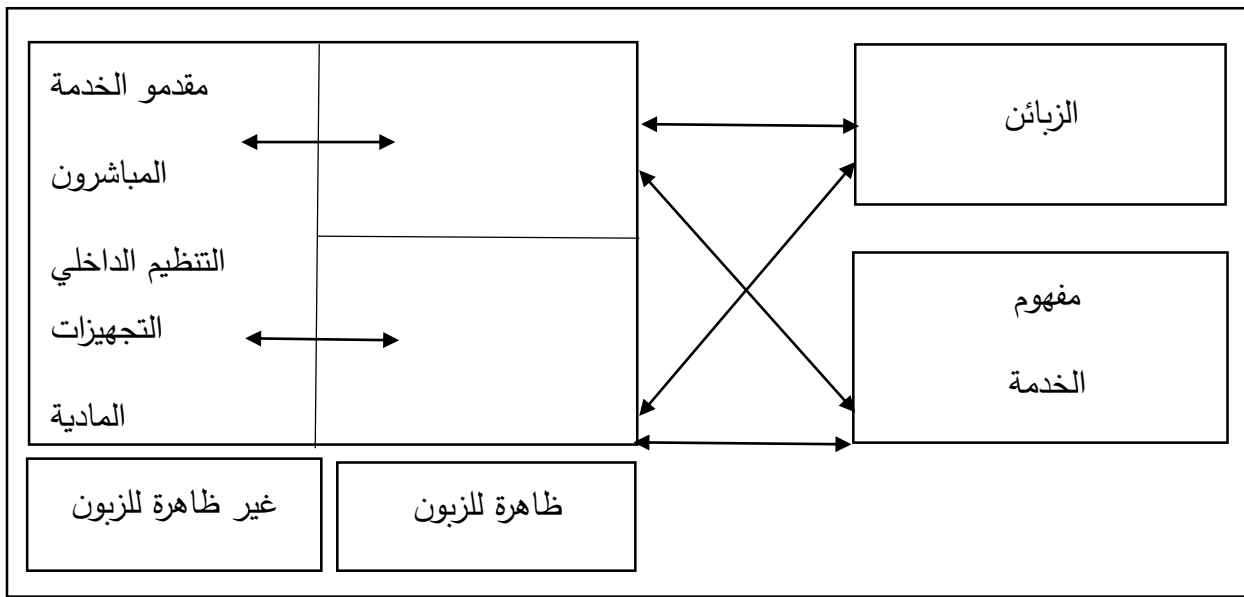 مقدمو الخدمة
المباشرون
التنظيم الداخلي
التجهيزات
المادية
الزبائن
مفهوم
الخدمة
ظاهرة للزبون
غير ظاهرة للزبون